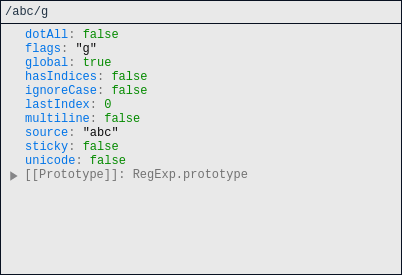 /abc/g
dotAll: false
flags: "g"
global: true
hasIndices: false
ignoreCase: false
lastIndex: 0
multiline: false
source: "abc"
sticky: false
unicode: false
[[Prototype]]: RegExp.prototype